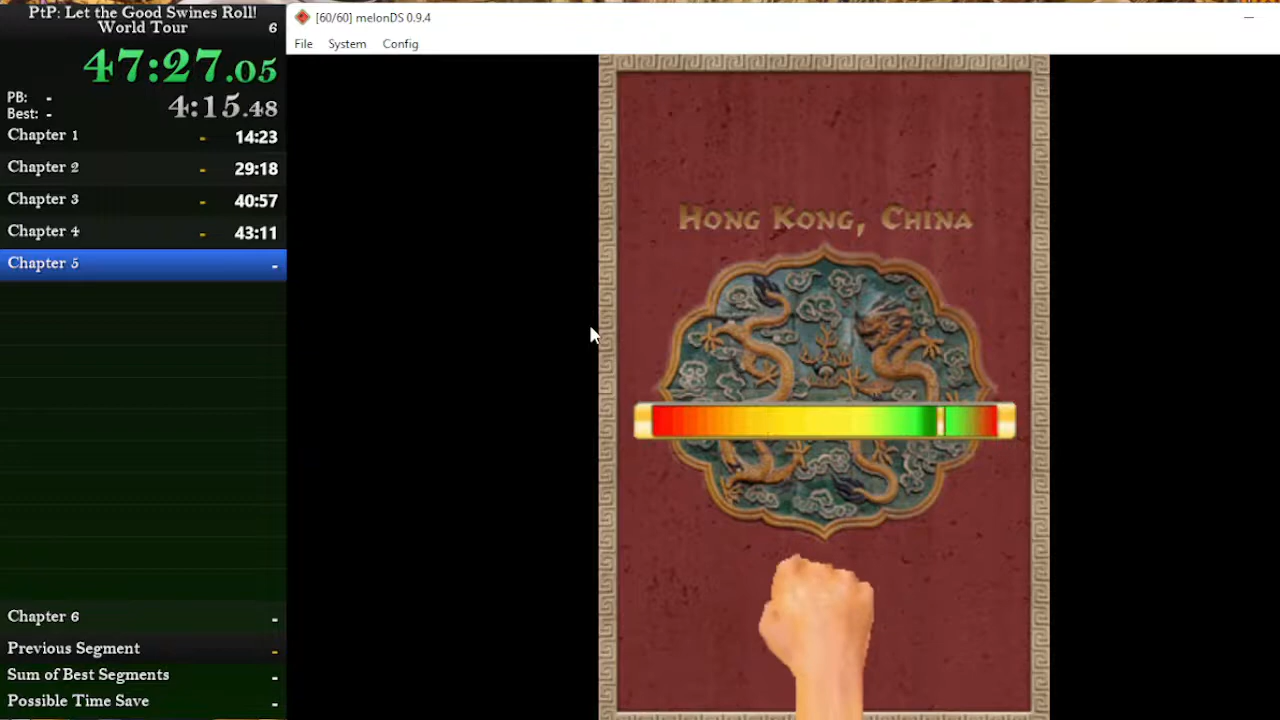 PtP: Let the Good Swines Roll!
World Tour 6
47:27.05
PB: -
4:15.48
Best: -
Chapter 1 - 14:23
Chapter 2 - 29:18
Chapter 3 - 40:57
Chapter 4 - 43:11
Chapter 5 -
Chapter 6 -
Previous Segment -
Sum of Best Segments -
Possible Time Save -
[60/60] melonDS 0.9.4
File System Config
Hong Kong, China